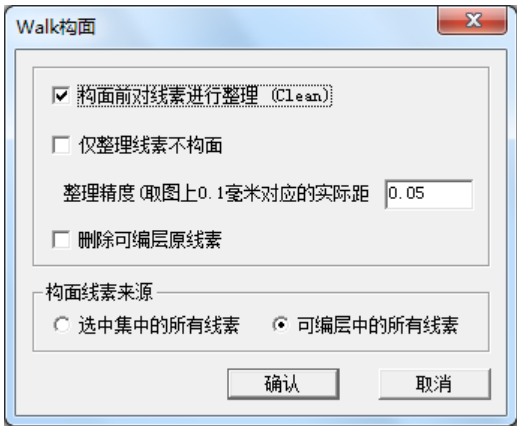 Walk构面
构面前对线素进行整理 (Clean)
仅整理线素不构面
整理精度(取图上0.1毫米对应的实际距 0.05
删除可编层原线素
构面线素来源
选中集中的所有线素 可编层中的所有线素
确认 取消